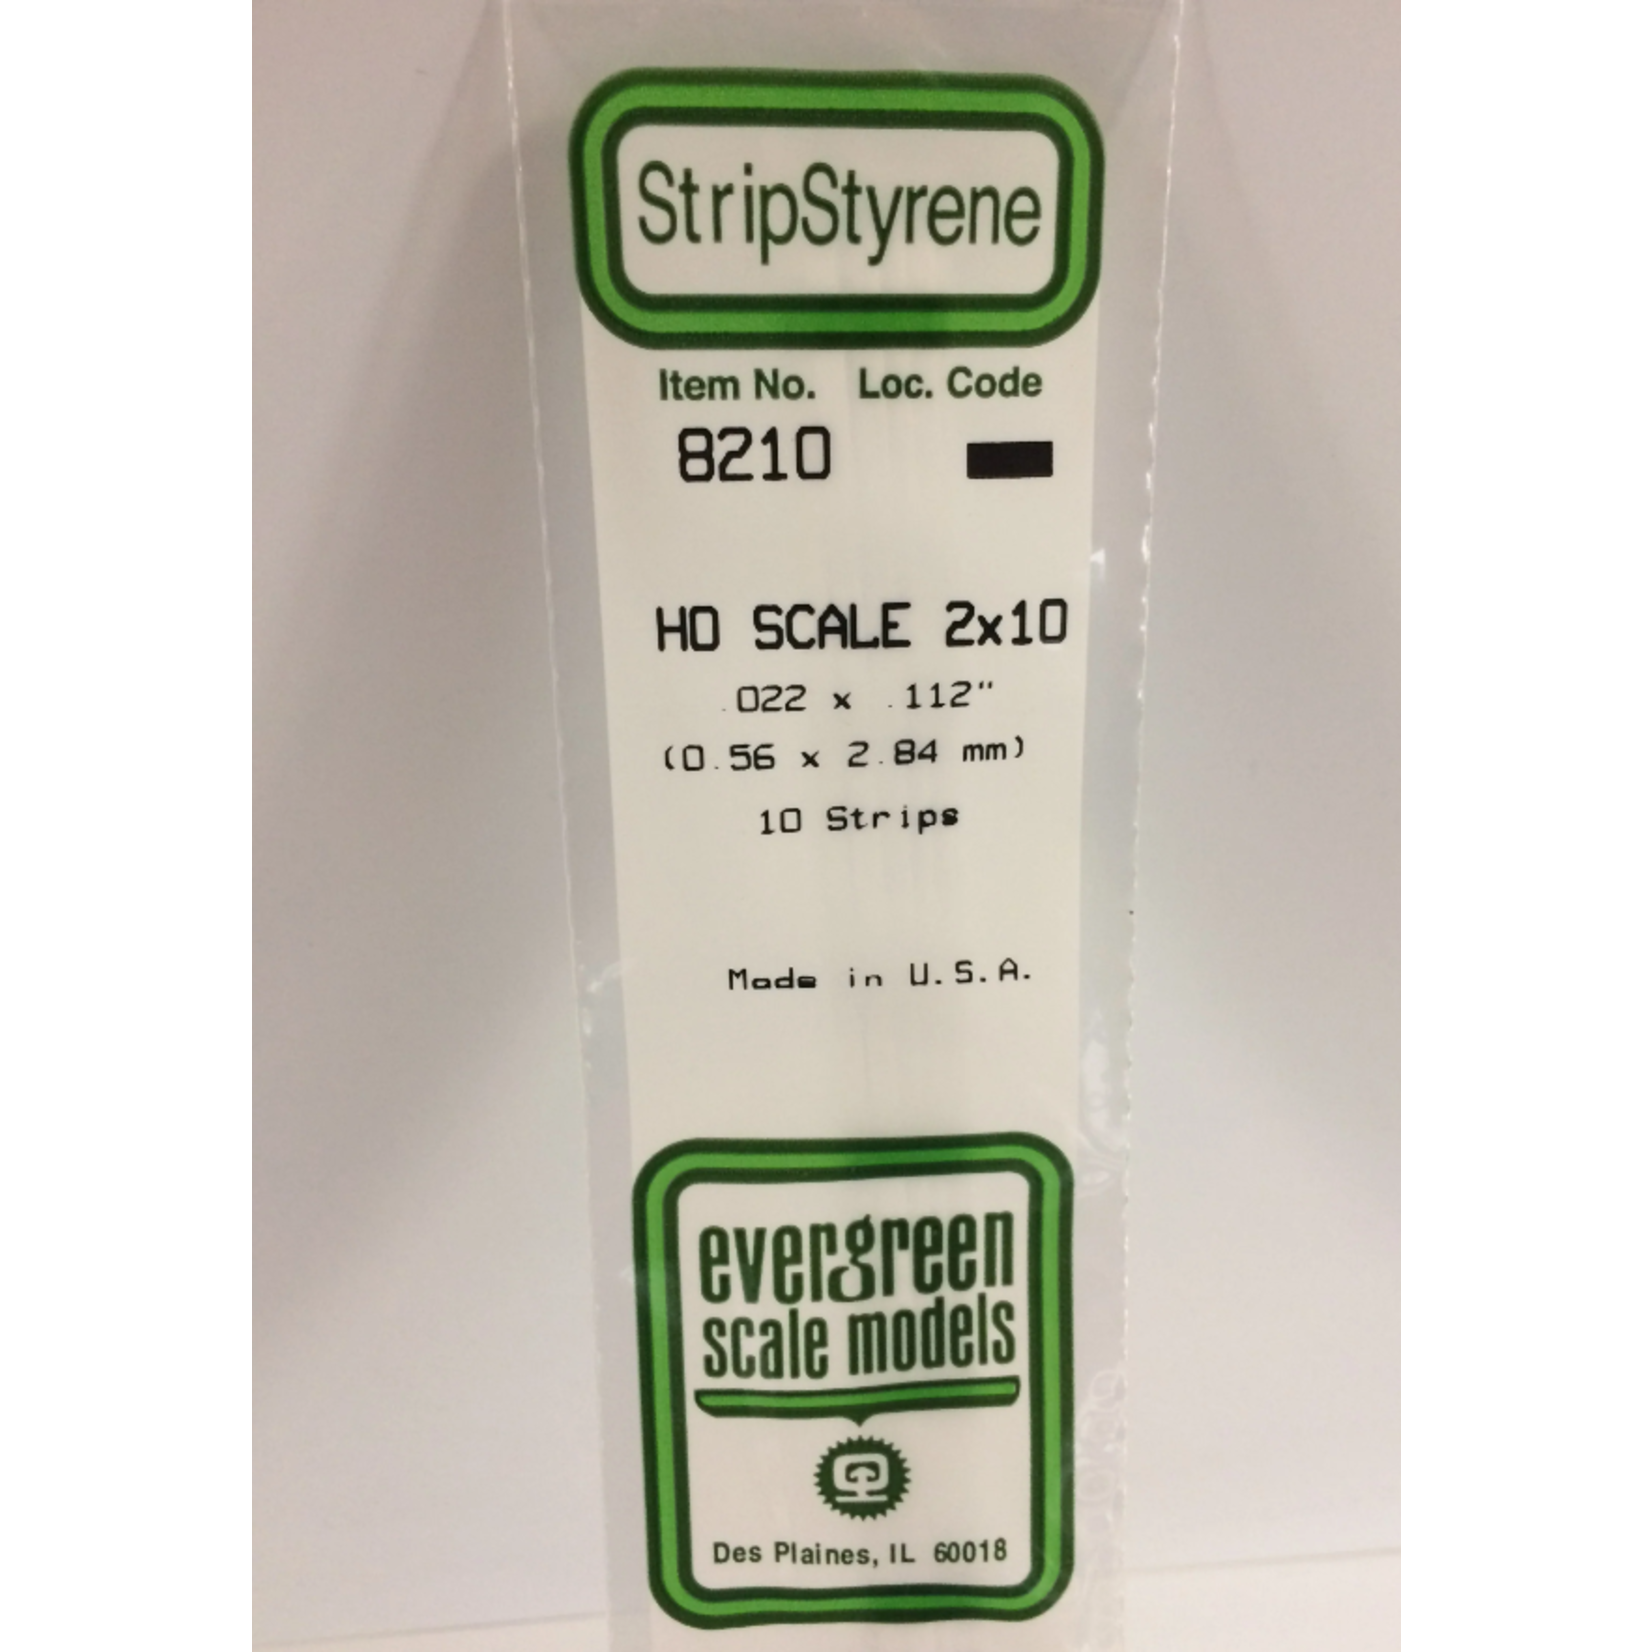 StripStyrene
Item No. Loc. Code
8210
HO SCALE 2x10
.022 x .112"
(0.56 x 2.84 mm)
10 Strips
Made in U.S.A.
evergreen
scale models
Des Plaines, IL 60018